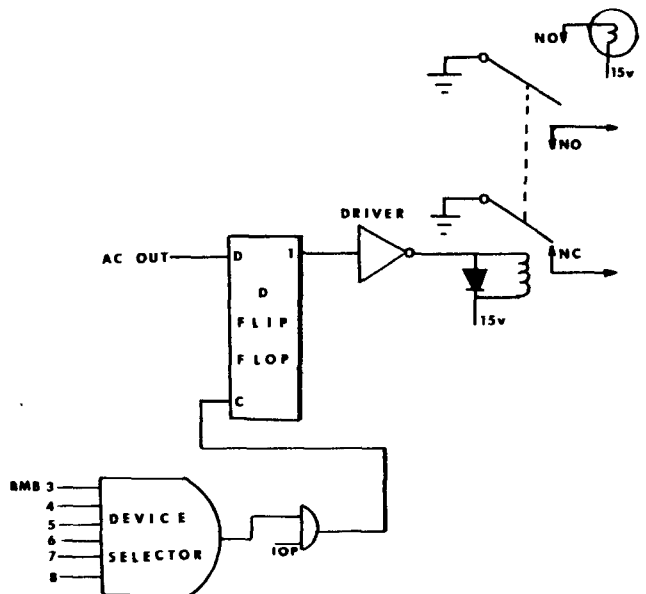 NO
15v
NO
DRIVER
NC
AC OUT
D 1
D
FLIP
FLOP
15v
C
BMB 3
4
DEVICE
5
6
SELECTOR
7
IOP
8